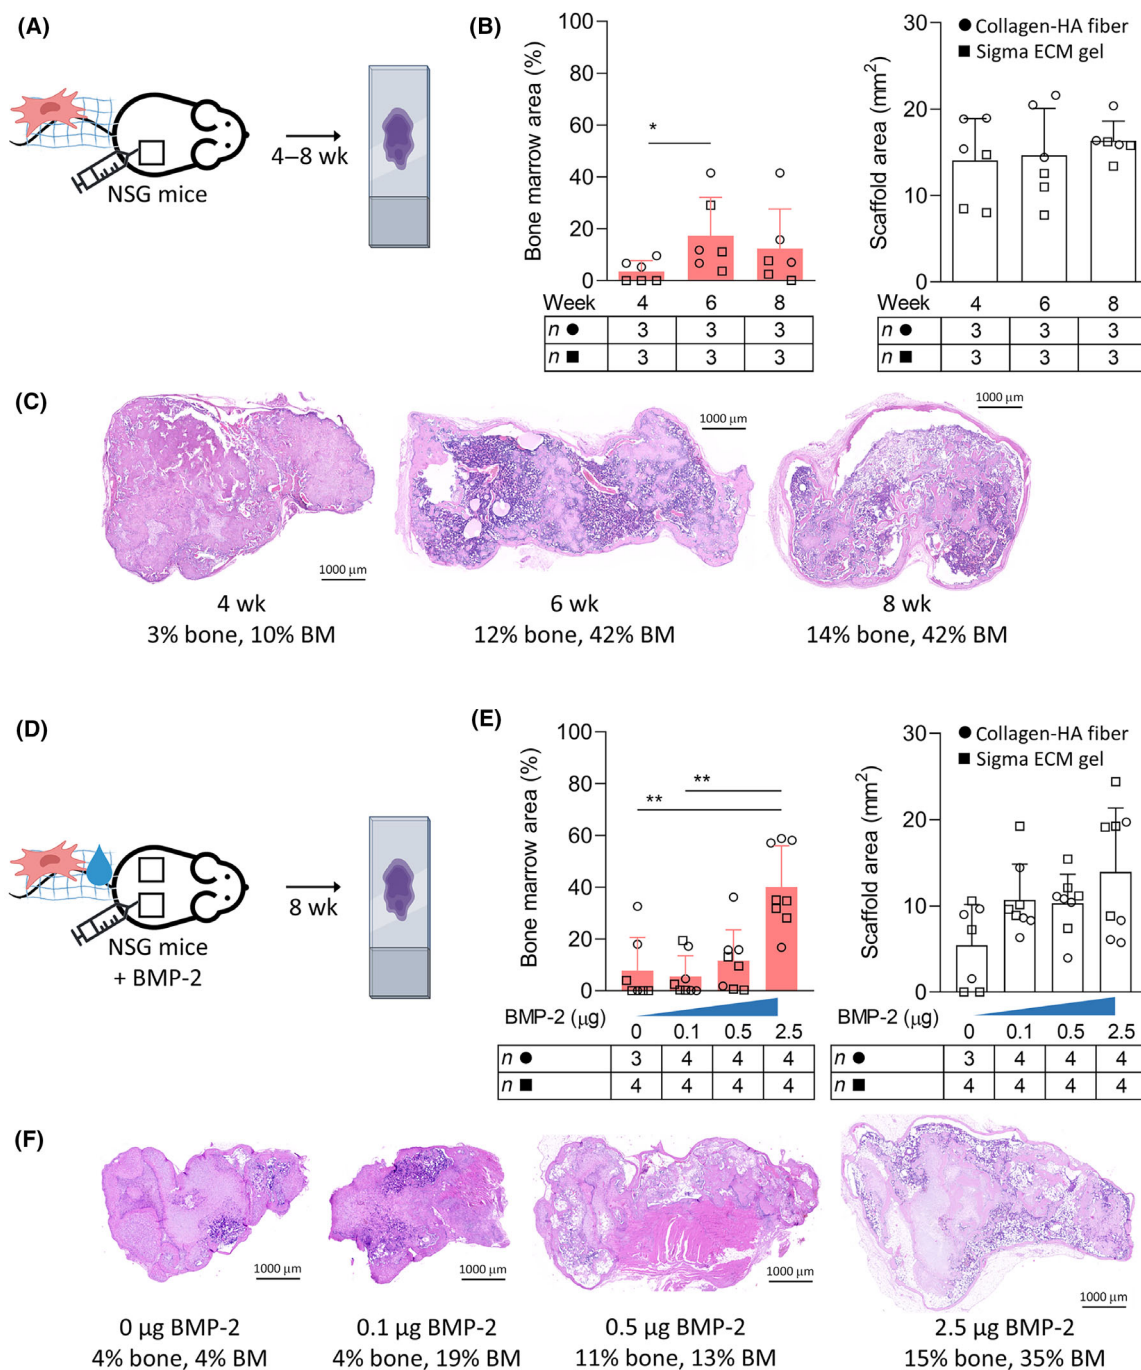 (A)
NSG mice
4–8 wk
(B)
Bone marrow area (%)
100
80
60
40
20
0
*
Week 4 6 8
n ● 3 3 3
n ■ 3 3 3
Scaffold area (mm²)
30
20
10
0
Collagen-HA fiber
Sigma ECM gel
Week 4 6 8
n ● 3 3 3
n ■ 3 3 3
(C)
1000 µm
1000 µm
1000 µm
4 wk
3% bone, 10% BM
6 wk
12% bone, 42% BM
8 wk
14% bone, 42% BM
(D)
NSG mice
+ BMP-2
8 wk
(E)
Bone marrow area (%)
100
80
60
40
20
0
**
**
BMP-2 (µg)
0 0.1 0.5 2.5
n ● 3 4 4 4
n ■ 4 4 4 4
Scaffold area (mm²)
30
20
10
0
Collagen-HA fiber
Sigma ECM gel
BMP-2 (µg)
0 0.1 0.5 2.5
n ● 3 4 4 4
n ■ 4 4 4 4
(F)
1000 µm
1000 µm
1000 µm
1000 µm
0 µg BMP-2
4% bone, 4% BM
0.1 µg BMP-2
4% bone, 19% BM
0.5 µg BMP-2
11% bone, 13% BM
2.5 µg BMP-2
15% bone, 35% BM